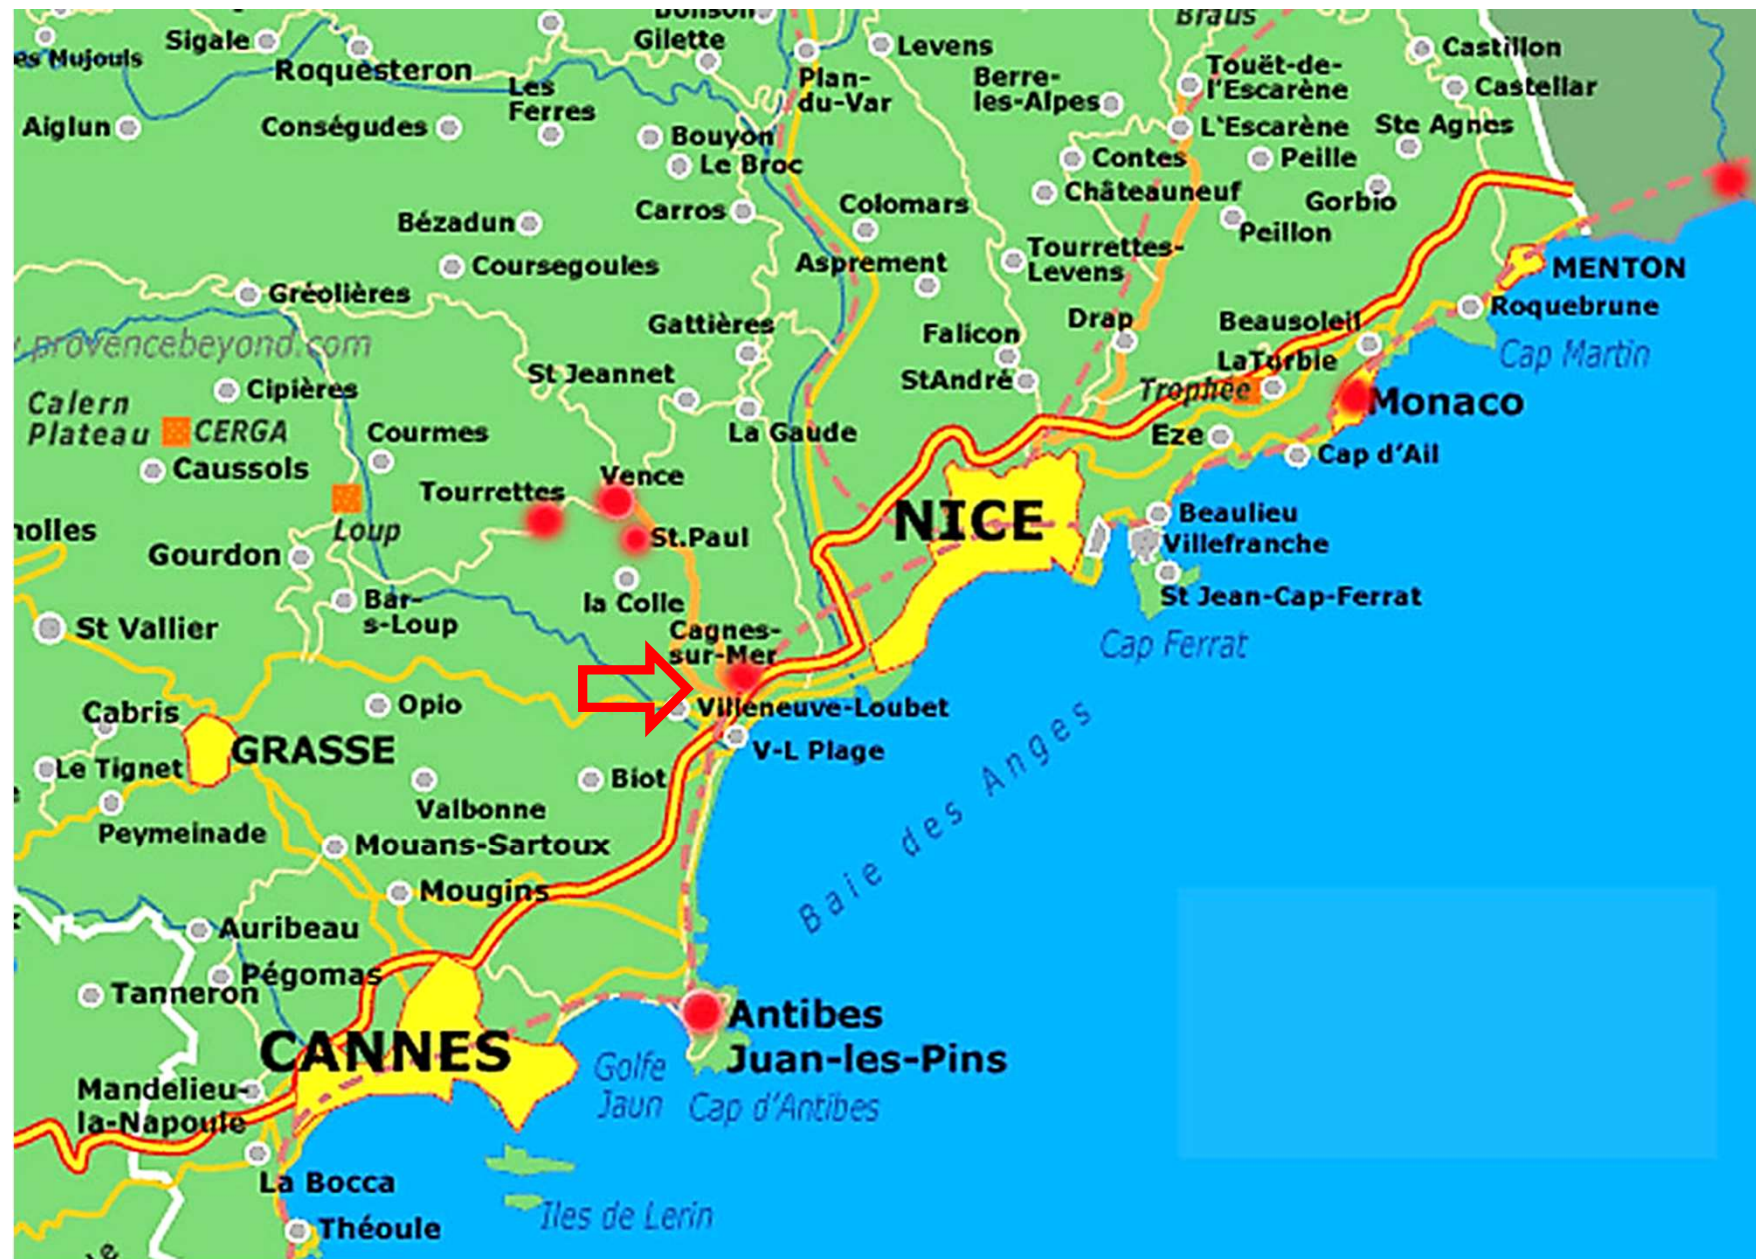 Sigale
Roquesteron
Gilette
Levens
Braus
Castillon
Castellar
es Mujouls
Les
Ferres
Plan-
du-Var
Berre-
les-Alpes
Touët-de-
l'Escarène
Aiglun
Conségudes
Bouyon
Le Broc
L'Escarène
Ste Agnes
Contes
Peille
Châteauneuf
Gorbio
Bézadun
Carros
Colomars
Peillon
Coursegoules
Asprement
Tourrettes-
Levens
MENTON
Gréolières
Roquebrune
provencebeyond.com
Gattières
Falicon
Drap
Beausoleil
Cap Martin
Cipières
St Jeannet
StAndré
LaTurbie
Trophée
Monaco
Calern
Plateau
CERGA
Courmes
La Gaude
Eze
Cap d'Ail
Caussols
Tourrettes
Vence
NICE
Beaulieu
nolles
Loup
St.Paul
Villefranche
Gourdon
la Colle
St Jean-Cap-Ferrat
Bar-
s-Loup
St Vallier
Cagnes-
sur-Mer
Cap Ferrat
Cabris
Opio
Villeneuve-Loubet
GRASSE
V-L Plage
Le Tignet
Biot
Baie des Anges
Valbonne
Peymeinade
Mouans-Sartoux
Mougins
Auribeau
Pégomas
Tanneron
Antibes
Juan-les-Pins
CANNES
Golfe
Jaun
Cap d'Antibes
Mandelieu-
la-Napoule
La Bocca
Iles de Lerin
Théoule